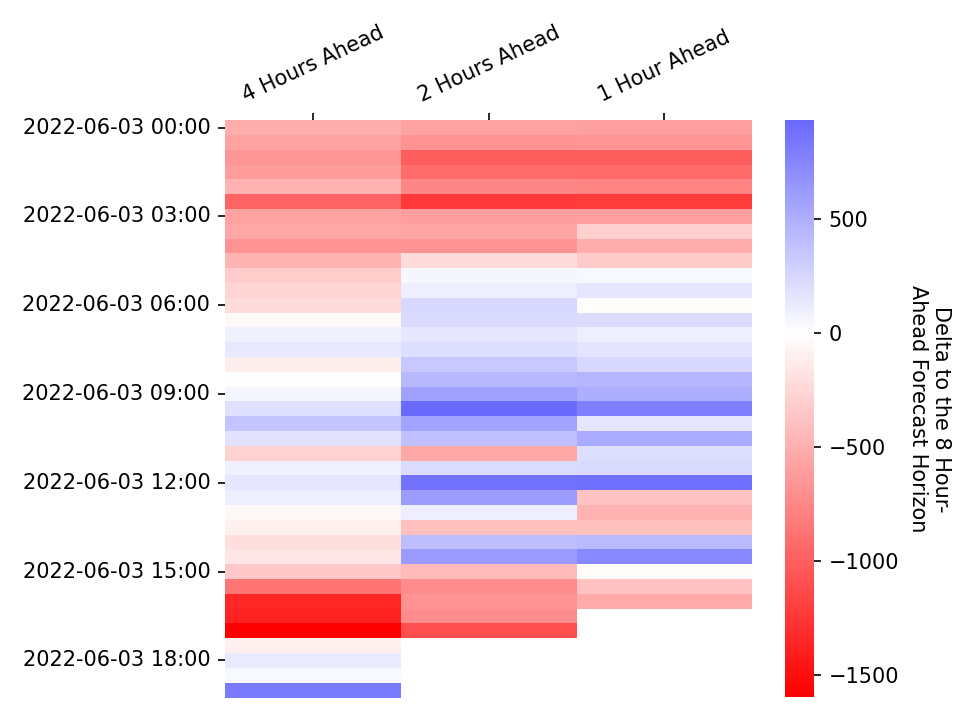 4 Hours Ahead
2 Hours Ahead
1 Hour Ahead
2022-06-03 00:00
2022-06-03 03:00
2022-06-03 06:00
2022-06-03 09:00
2022-06-03 12:00
2022-06-03 15:00
2022-06-03 18:00
500
0
−500
−1000
−1500
Delta to the 8 Hour-
Ahead Forecast Horizon